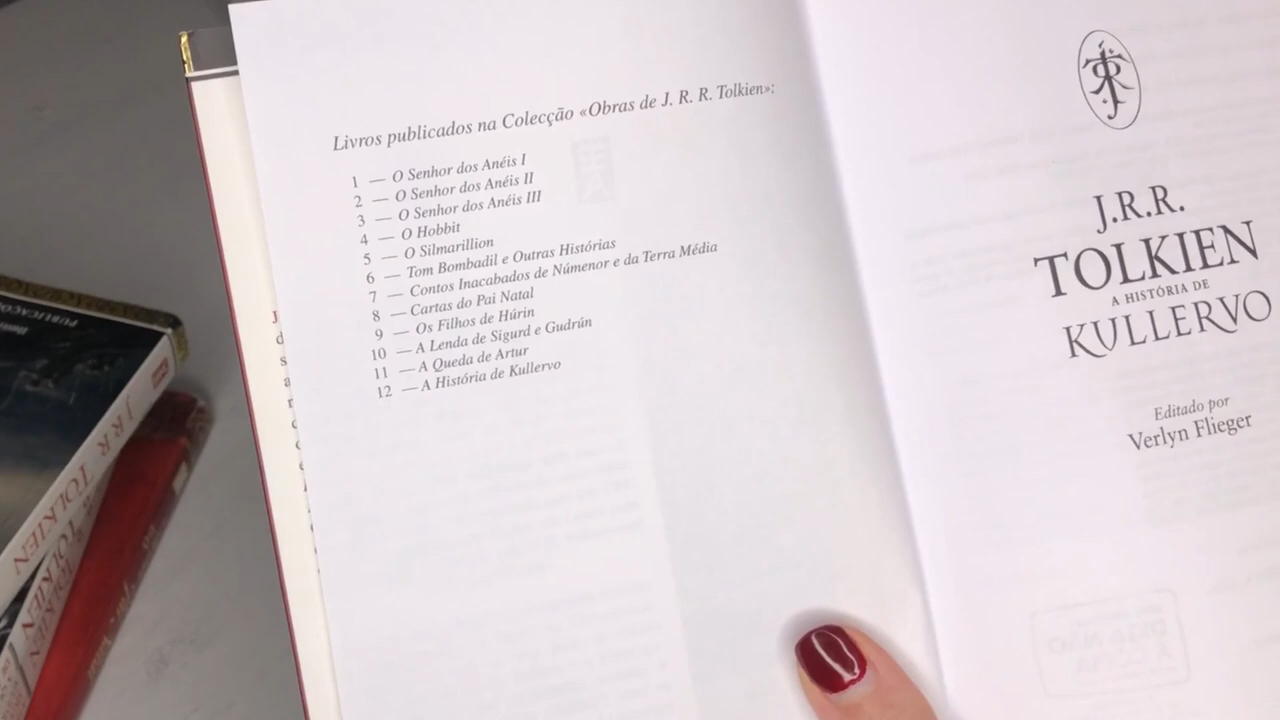 Livros publicados na Colecção «Obras de J. R. R. Tolkien»:
1 — O Senhor dos Anéis I
2 — O Senhor dos Anéis II
3 — O Senhor dos Anéis III
4 — O Hobbit
5 — O Silmarillion
6 — Tom Bombadil e Outras Histórias
7 — Contos Inacabados de Númenor e da Terra Média
8 — Cartas do Pai Natal
9 — Os Filhos de Húrin
10 — A Lenda de Sigurd e Gudrún
11 — A Queda de Artur
12 — A História de Kullervo
J.R.R.
TOLKIEN
A HISTÓRIA DE
KULLERVO
Editado por
Verlyn Flieger
J R R TOLKIEN
TOLKIEN